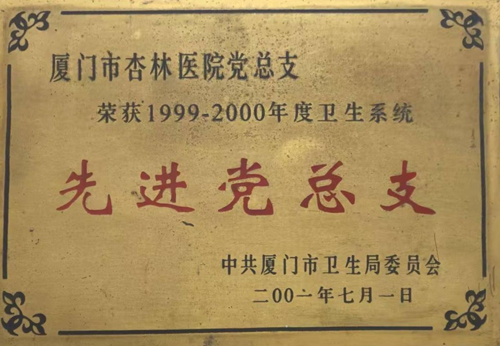 厦门市杏林医院党总支
荣获1999-2000年度卫生系统
先进党总支
中共厦门市卫生局委员会
二00一年七月一日